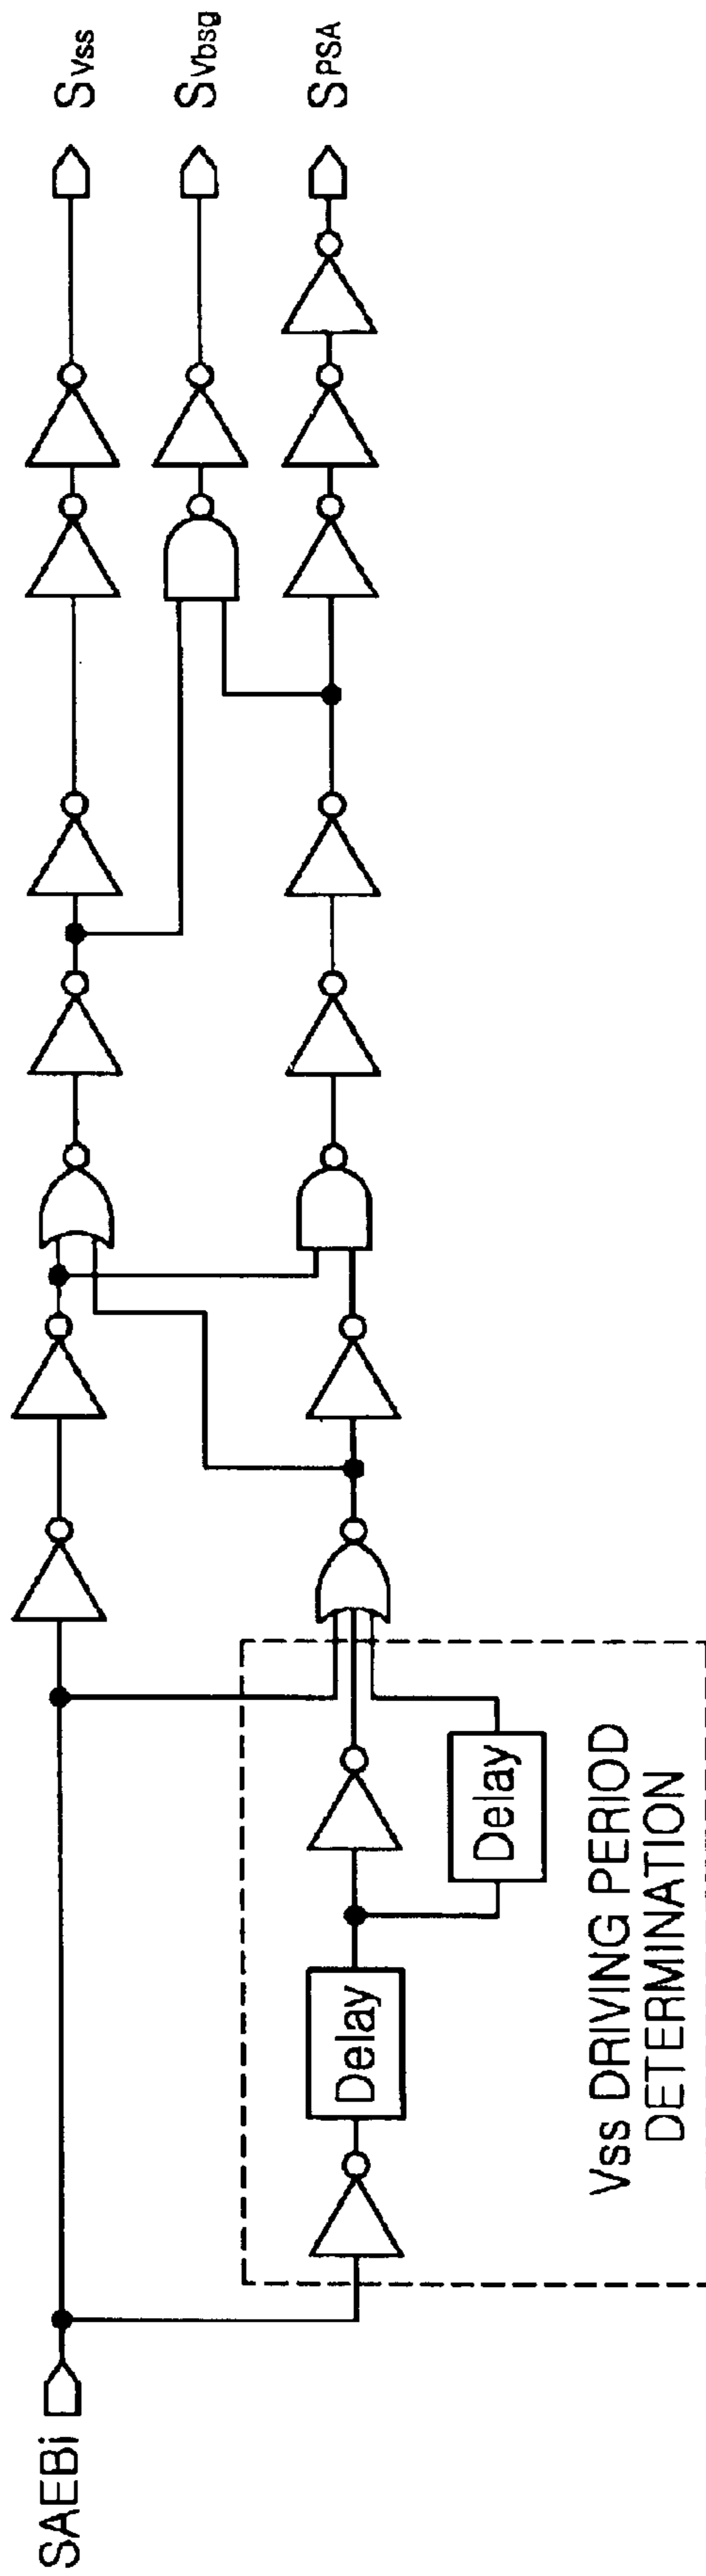 SAEBi
Delay
Delay
Vss DRIVING PERIOD
DETERMINATION
SVss
SVbsg
SPSA